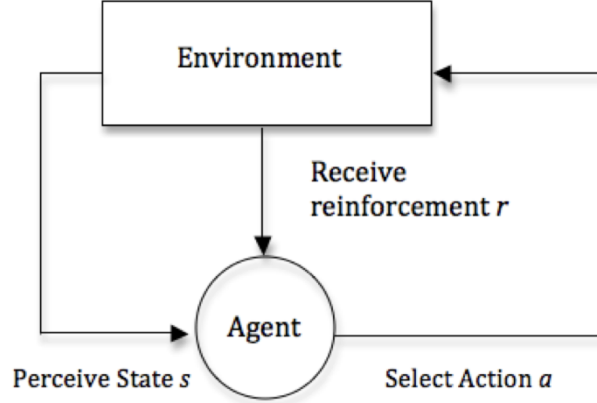 Environment
Receive
reinforcement r
Agent
Perceive State s
Select Action a